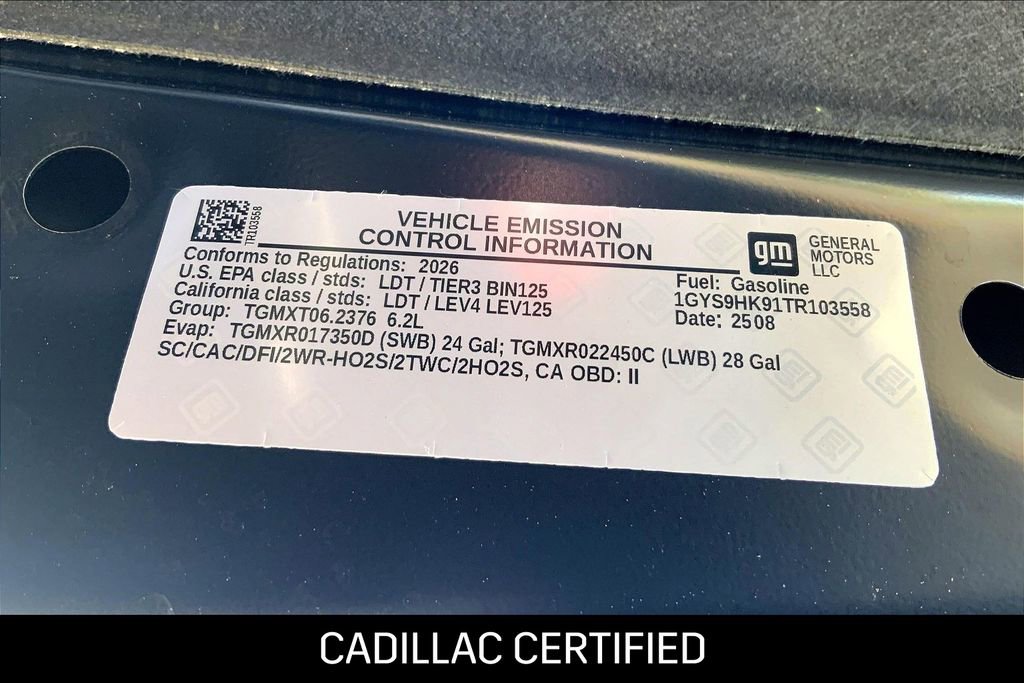 TR103558
VEHICLE EMISSION
CONTROL INFORMATION
gm
GENERAL
MOTORS
LLC
Conforms to Regulations: 2026
U.S. EPA class / stds: LDT / TIER3 BIN125
California class / stds: LDT / LEV4 LEV125
Group: TGMXT06.2376 6.2L
Evap: TGMXR017350D (SWB) 24 Gal; TGMXR022450C (LWB) 28 Gal
SC/CAC/DFI/2WR-HO2S/2TWC/2HO2S, CA OBD: II
Fuel: Gasoline
1GYS9HK91TR103558
Date: 2508
CADILLAC CERTIFIED